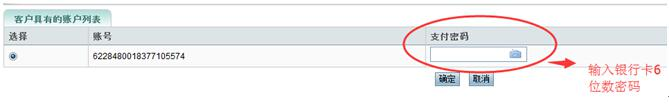 客户具有的账户列表
选择 账号 支付密码
6228480018377105574
确定 取消
输入银行卡6
位数密码